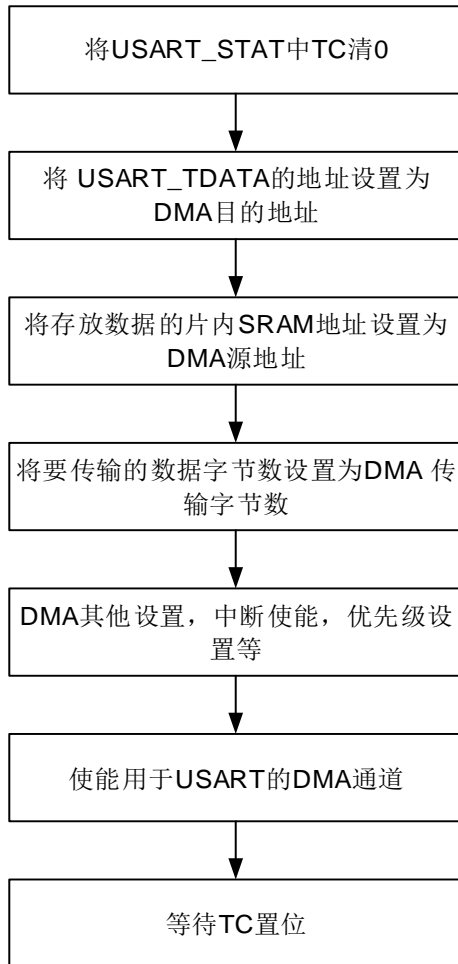 将USART_STAT中TC清0
将 USART_TDATA的地址设置为
DMA目的地址
将存放数据的片内SRAM地址设置为
DMA源地址
将要传输的数据字节数设置为DMA 传
输字节数
DMA其他设置，中断使能，优先级设
置等
使能用于USART的DMA通道
等待TC置位